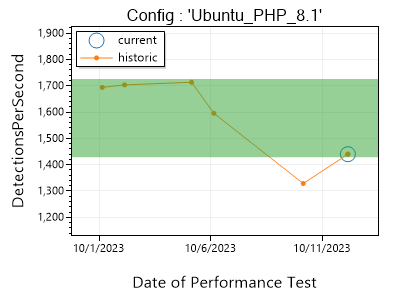 Config : 'Ubuntu_PHP_8.1'
current
historic
DetectionsPerSecond
1,900
1,800
1,700
1,600
1,500
1,400
1,300
1,200
10/1/2023
10/6/2023
10/11/2023
Date of Performance Test